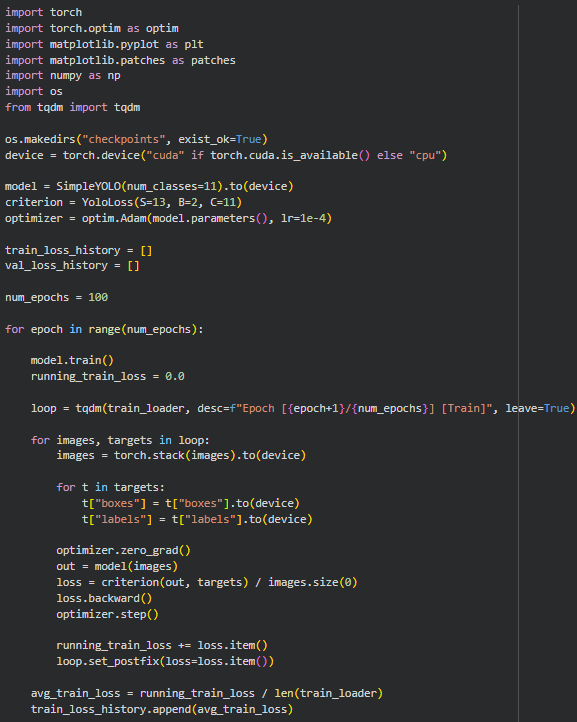 import torch
import torch.optim as optim
import matplotlib.pyplot as plt
import matplotlib.patches as patches
import numpy as np
import os
from tqdm import tqdm
os.makedirs("checkpoints", exist_ok=True)
device = torch.device("cuda" if torch.cuda.is_available() else "cpu")
model = SimpleYOLO(num_classes=11).to(device)
criterion = YoloLoss(S=13, B=2, C=11)
optimizer = optim.Adam(model.parameters(), lr=1e-4)
train_loss_history = []
val_loss_history = []
num_epochs = 100
for epoch in range(num_epochs):
    model.train()
    running_train_loss = 0.0
    loop = tqdm(train_loader, desc=f"Epoch [{epoch+1}/{num_epochs}] [Train]", leave=True)
    for images, targets in loop:
        images = torch.stack(images).to(device)
        for t in targets:
            t["boxes"] = t["boxes"].to(device)
            t["labels"] = t["labels"].to(device)
        optimizer.zero_grad()
        out = model(images)
        loss = criterion(out, targets) / images.size(0)
        loss.backward()
        optimizer.step()
        running_train_loss += loss.item()
        loop.set_postfix(loss=loss.item())
    avg_train_loss = running_train_loss / len(train_loader)
    train_loss_history.append(avg_train_loss)